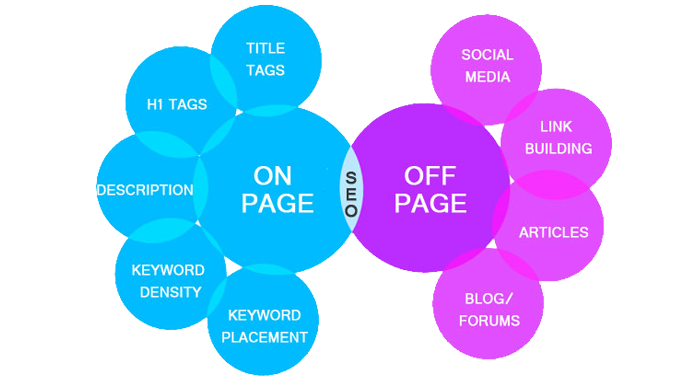 TITLE
TAGS
H1 TAGS
DESCRIPTION
KEYWORD
DENSITY
KEYWORD
PLACEMENT
ON
PAGE
SEO
OFF
PAGE
SOCIAL
MEDIA
LINK
BUILDING
ARTICLES
BLOG/
FORUMS